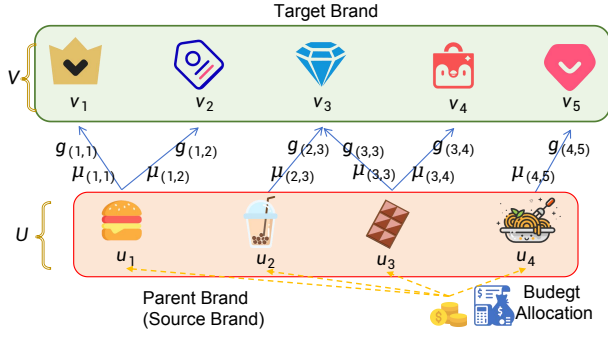 Target Brand
V
v1 v2 v3 v4 v5
g(1,1) g(1,2) g(2,3) g(3,3) g(3,4) g(4,5)
μ(1,1) μ(1,2) μ(2,3) μ(3,3) μ(3,4) μ(4,5)
U
u1 u2 u3 u4
Parent Brand
(Source Brand)
Budegt
Allocation